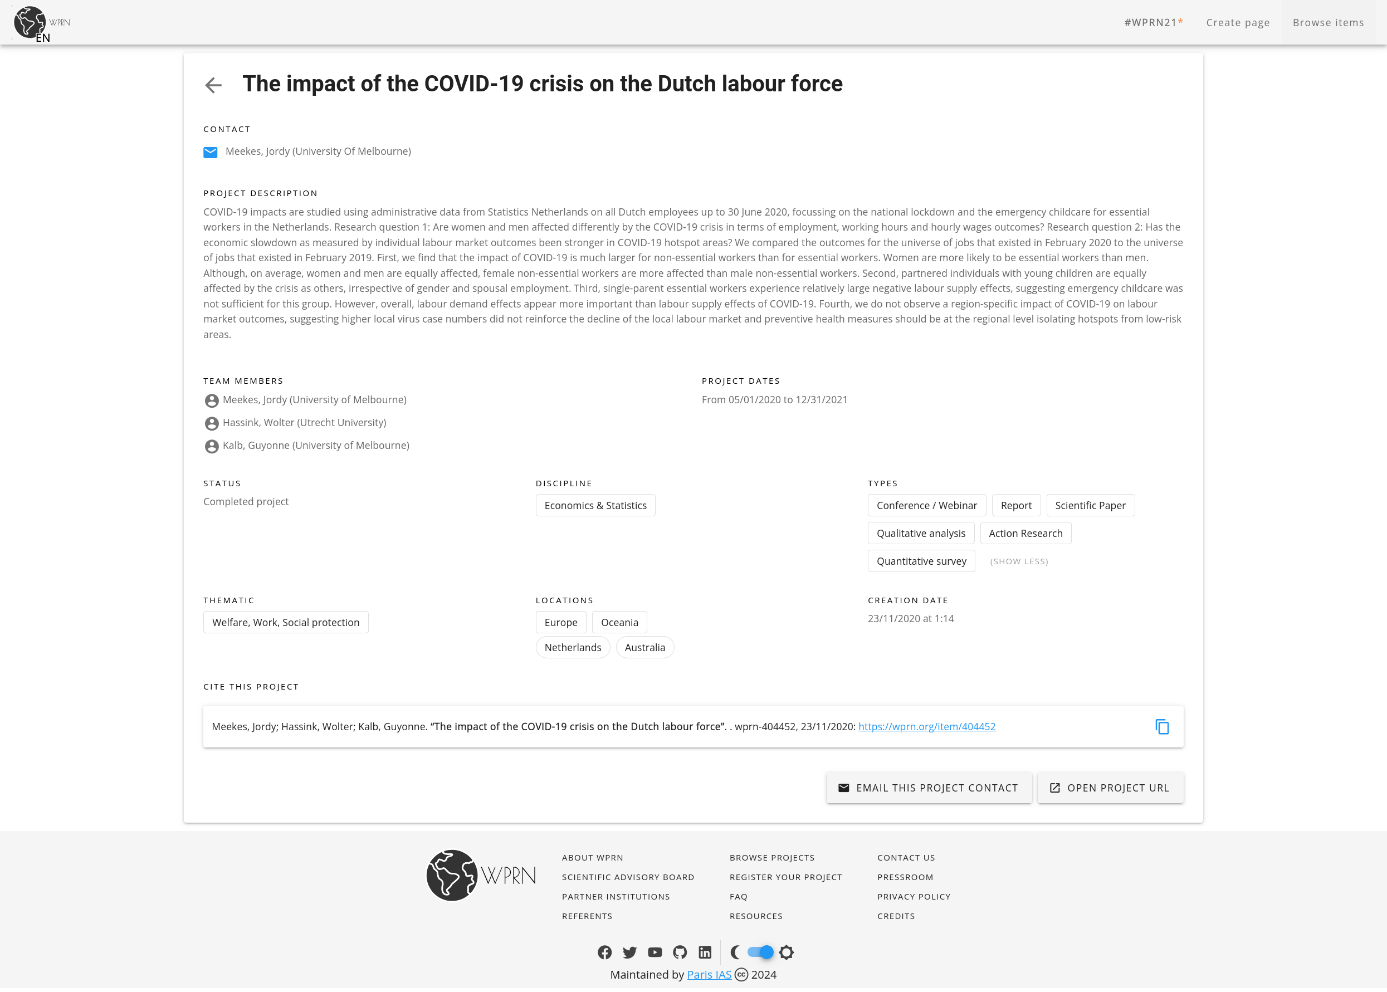 WPRN
EN
#WPRN21*
Create page
Browse items
The impact of the COVID-19 crisis on the Dutch labour force
CONTACT
Meekes, Jordy (University Of Melbourne)
PROJECT DESCRIPTION
COVID-19 impacts are studied using administrative data from Statistics Netherlands on all Dutch employees up to 30 June 2020, focussing on the national lockdown and the emergency childcare for essential
workers in the Netherlands. Research question 1: Are women and men affected differently by the COVID-19 crisis in terms of employment, working hours and hourly wages outcomes? Research question 2: Has the
economic slowdown as measured by individual labour market outcomes been stronger in COVID-19 hotspot areas? We compared the outcomes for the universe of jobs that existed in February 2020 to the universe
of jobs that existed in February 2019. First, we find that the impact of COVID-19 is much larger for non-essential workers than for essential workers. Women are more likely to be essential workers than men.
Although, on average, women and men are equally affected, female non-essential workers are more affected than male non-essential workers. Second, partnered individuals with young children are equally
affected by the crisis as others, irrespective of gender and spousal employment. Third, single-parent essential workers experience relatively large negative labour supply effects, suggesting emergency childcare was
not sufficient for this group. However, overall, labour demand effects appear more important than labour supply effects of COVID-19. Fourth, we do not observe a region-specific impact of COVID-19 on labour
market outcomes, suggesting higher local virus case numbers did not reinforce the decline of the local labour market and preventive health measures should be at the regional level isolating hotspots from low-risk
areas.
TEAM MEMBERS
Meekes, Jordy (University of Melbourne)
Hassink, Wolter (Utrecht University)
Kalb, Guyonne (University of Melbourne)
PROJECT DATES
From 05/01/2020 to 12/31/2021
STATUS
Completed project
DISCIPLINE
Economics & Statistics
TYPES
Conference / Webinar
Report
Scientific Paper
Qualitative analysis
Action Research
Quantitative survey
(SHOW LESS)
THEMATIC
Welfare, Work, Social protection
LOCATIONS
Europe
Oceania
Netherlands
Australia
CREATION DATE
23/11/2020 at 1:14
CITE THIS PROJECT
Meekes, Jordy; Hassink, Wolter; Kalb, Guyonne. “The impact of the COVID-19 crisis on the Dutch labour force”. . wprn-404452, 23/11/2020: https://wprn.org/item/404452
EMAIL THIS PROJECT CONTACT
OPEN PROJECT URL
WPRN
ABOUT WPRN
SCIENTIFIC ADVISORY BOARD
PARTNER INSTITUTIONS
REFERENTS
BROWSE PROJECTS
REGISTER YOUR PROJECT
FAQ
RESOURCES
CONTACT US
PRESSROOM
PRIVACY POLICY
CREDITS
Maintained by Paris IAS cc 2024